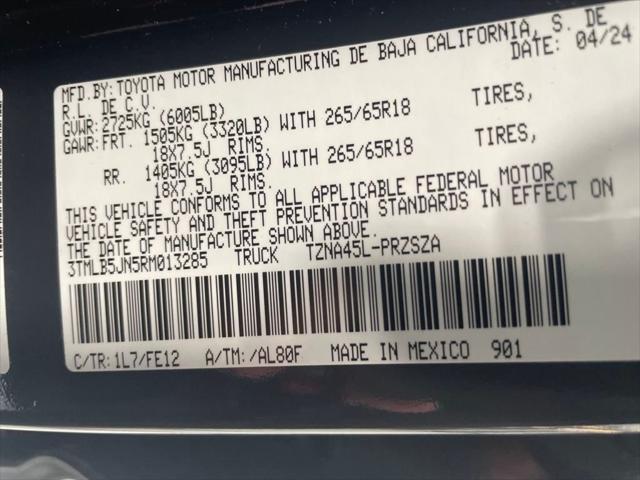 MFD.BY: TOYOTA MOTOR MANUFACTURING DE BAJA CALIFORNIA, S. DE
R.L. DE C.V. DATE: 04/24
GVWR: 2725KG (6005LB)
GAWR: FRT. 1505KG (3320LB) WITH 265/65R18 TIRES,
18X7.5J RIMS.
RR. 1405KG (3095LB) WITH 265/65R18 TIRES,
18X7.5J RIMS.
THIS VEHICLE CONFORMS TO ALL APPLICABLE FEDERAL MOTOR
VEHICLE SAFETY AND THEFT PREVENTION STANDARDS IN EFFECT ON
THE DATE OF MANUFACTURE SHOWN ABOVE.
3TMLB5JN5RM013285 TRUCK TZNA45L-PRZSZA
C/TR: 1L7/FE12 A/TM: /AL80F MADE IN MEXICO 901